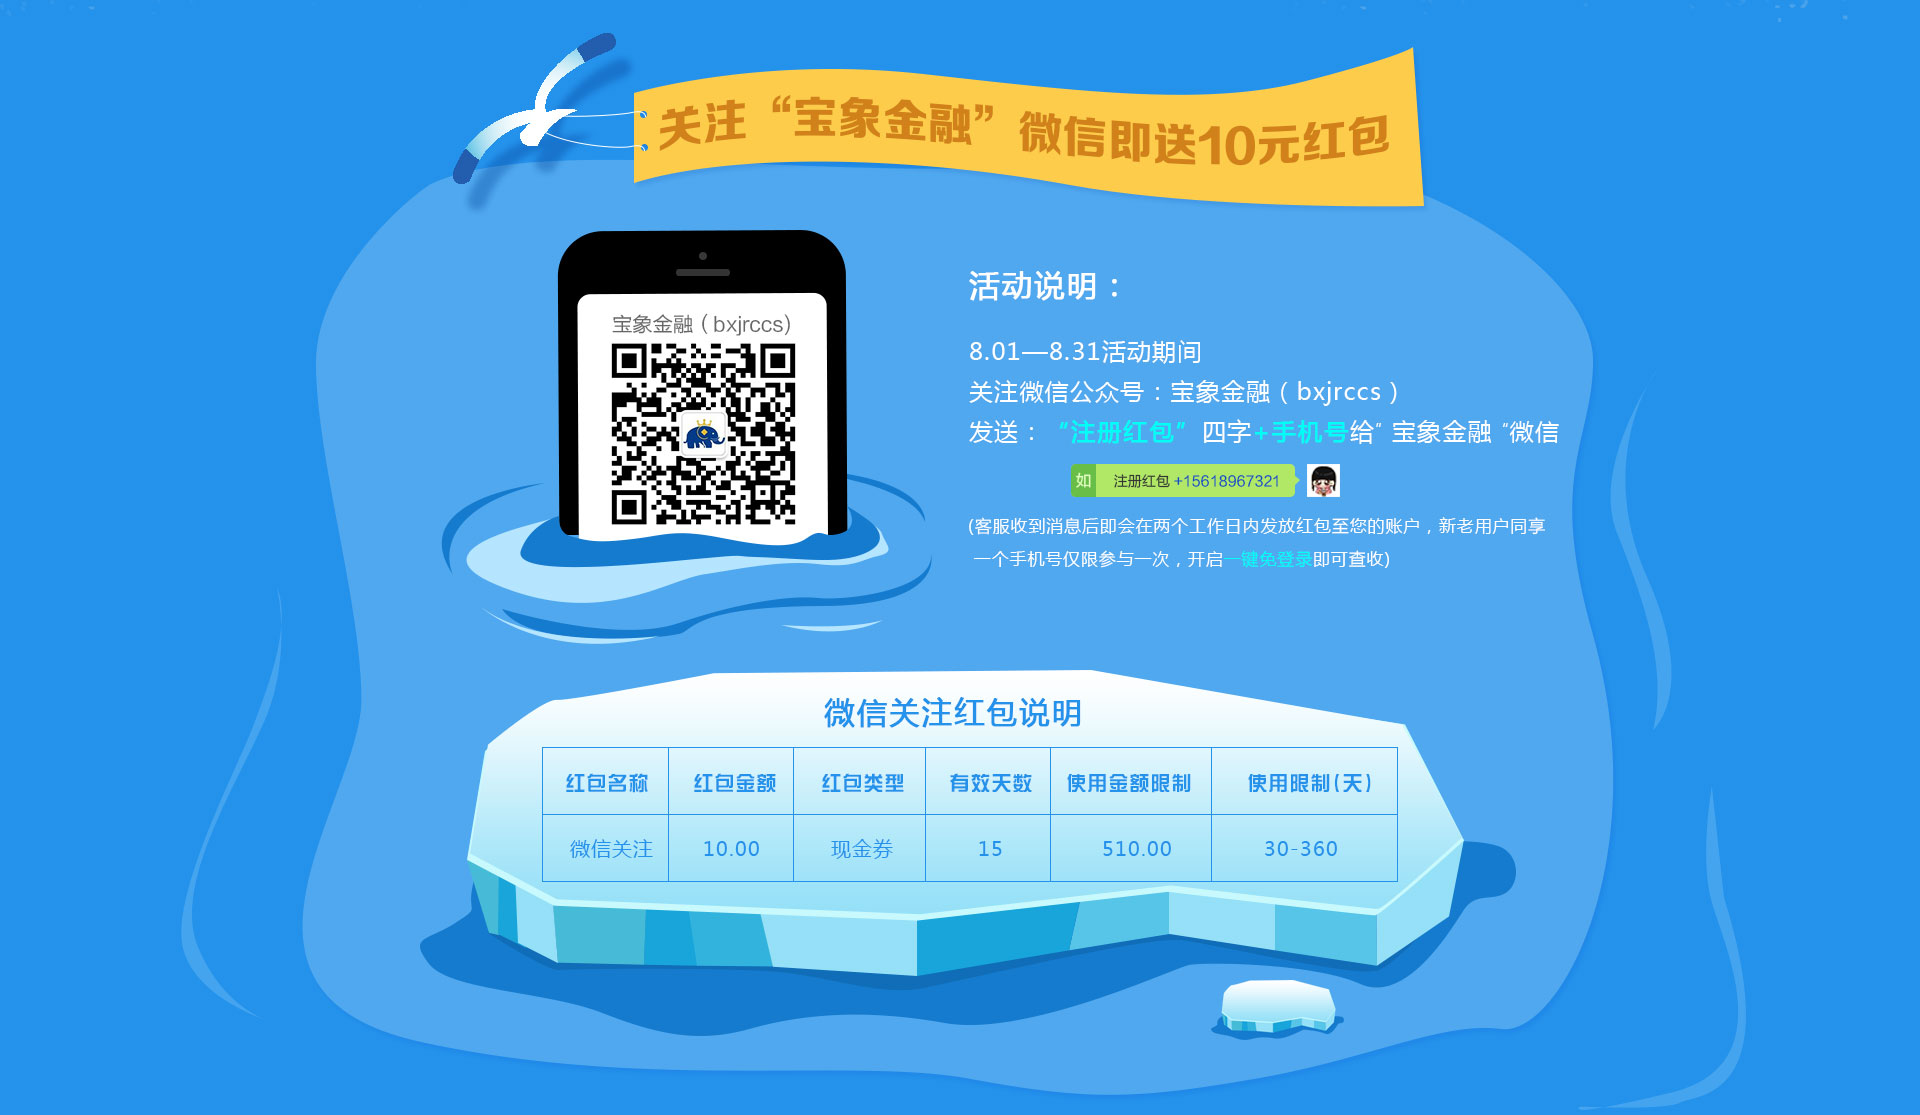 关注“宝象金融”微信即送10元红包
宝象金融（bxjrccs)
活动说明：
8.01—8.31活动期间
关注微信公众号：宝象金融（bxjrccs）
发送：“注册红包”四字+手机号给“宝象金融“微信
如 注册红包+15618967321
(客服收到消息后即会在两个工作日内发放红包至您的账户，新老用户同享
一个手机号仅限参与一次，开启一键免登录即可查收)
微信关注红包说明
红包名称 红包金额 红包类型 有效天数 使用金额限制 使用限制(天)
微信关注 10.00 现金券 15 510.00 30-360